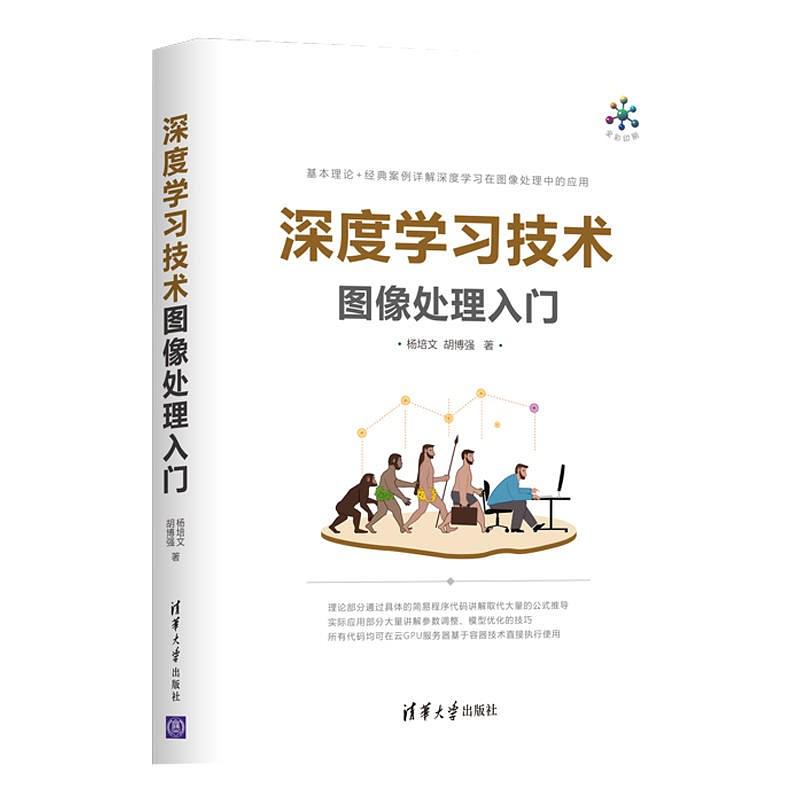 深度学习技术图像处理入门
杨培文
胡博强 著
清华大学出版社
全彩印刷
基本理论+经典案例详解深度学习在图像处理中的应用
深度学习技术
图像处理入门
• 杨培文 胡博强 著 •
理论部分通过具体的简易程序代码讲解取代大量的公式推导
实际应用部分大量讲解参数调整、模型优化的技巧
所有代码均可在云GPU服务器基于容器技术直接执行使用
清华大学出版社